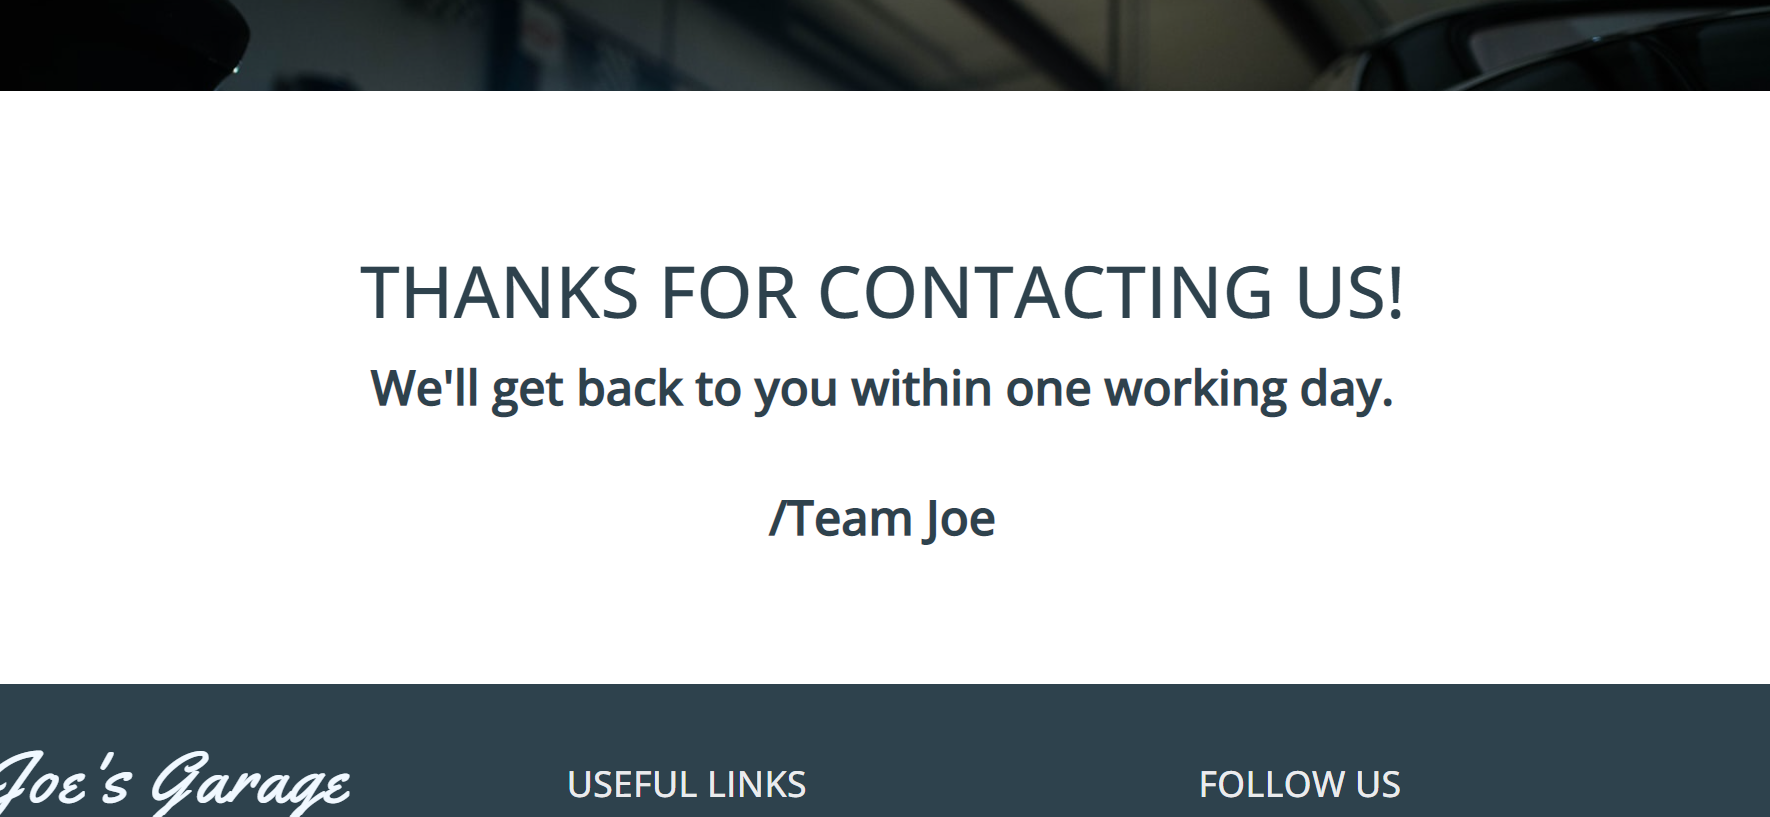 THANKS FOR CONTACTING US!
We'll get back to you within one working day.
/Team Joe
Joe's Garage
USEFUL LINKS
FOLLOW US